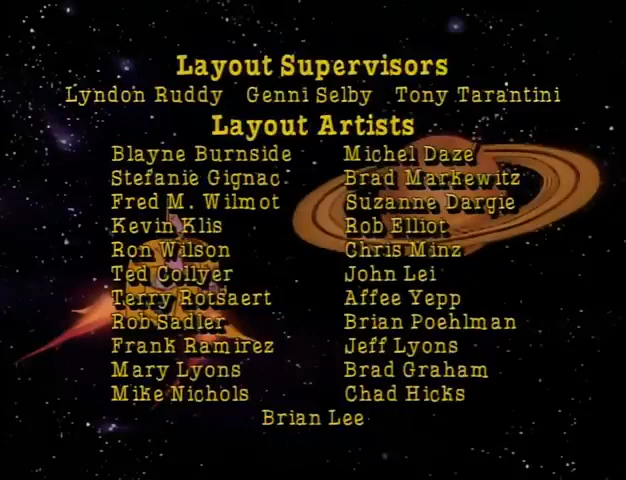 Layout Supervisors
Lyndon Ruddy Genni Selby Tony Tarantini
Layout Artists
Blayne Burnside Michel Daze
Stefanie Gignac Brad Markewitz
Fred M. Wilmot Suzanne Dargie
Kevin Klis Rob Elliot
Ron Wilson Chris Minz
Ted Collyer John Lei
Terry Rotsaert Affee Yepp
Rob Sadler Brian Poehlman
Frank Ramirez Jeff Lyons
Mary Lyons Brad Graham
Mike Nichols Chad Hicks
Brian Lee